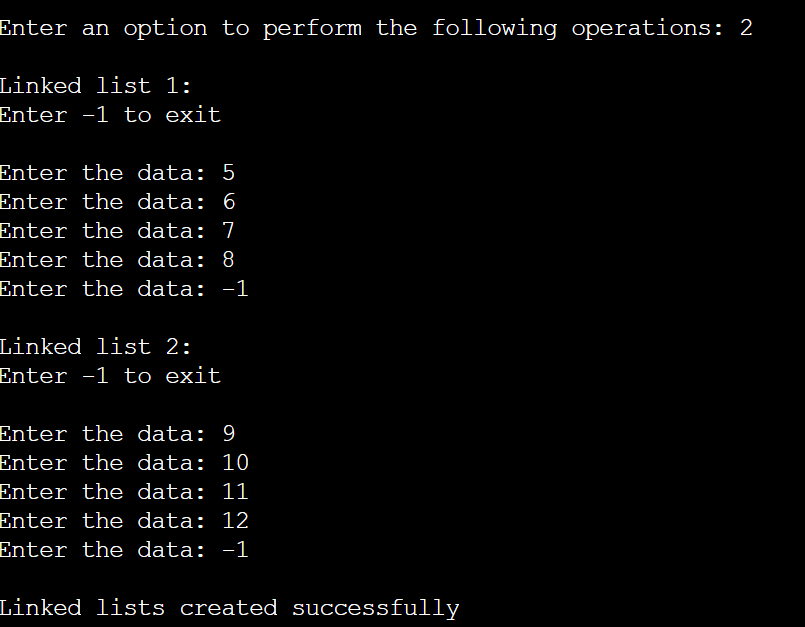 Enter an option to perform the following operations: 2
Linked list 1:
Enter -1 to exit
Enter the data: 5
Enter the data: 6
Enter the data: 7
Enter the data: 8
Enter the data: -1
Linked list 2:
Enter -1 to exit
Enter the data: 9
Enter the data: 10
Enter the data: 11
Enter the data: 12
Enter the data: -1
Linked lists created successfully